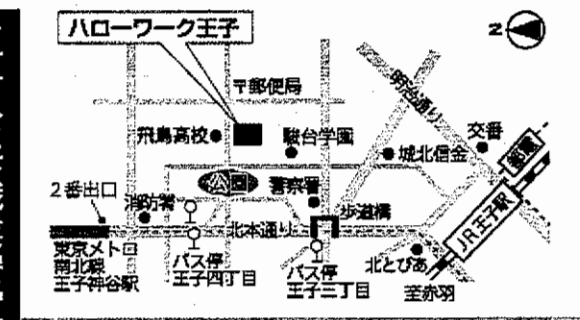 ハローワーク王子
N
〒郵便局
明治通り
飛鳥高校
駿台学園
交番
城北信金
都電
公園
警察署
2番出口
消防署
歩道橋
JR王子駅
北本通り
東京メトロ
南北線
王子神谷駅
バス停
王子四丁目
バス停
王子三丁目
北とぴあ
至赤羽